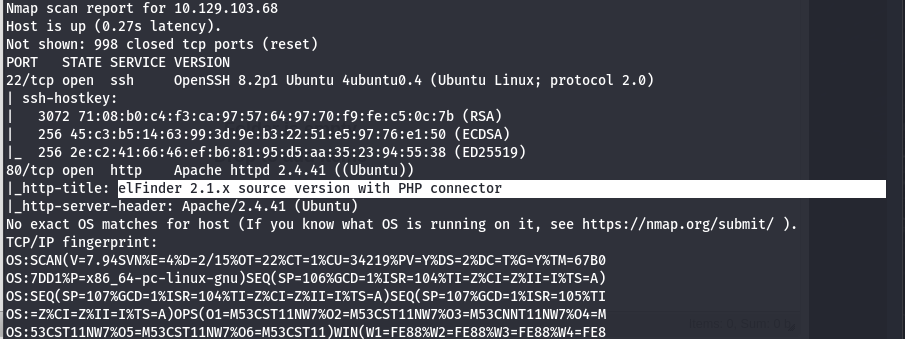 Nmap scan report for 10.129.103.68
Host is up (0.27s latency).
Not shown: 998 closed tcp ports (reset)
PORT   STATE SERVICE VERSION
22/tcp open  ssh     OpenSSH 8.2p1 Ubuntu 4ubuntu0.4 (Ubuntu Linux; protocol 2.0)
| ssh-hostkey:
|   3072 71:08:b0:c4:f3:ca:97:57:64:97:70:f9:fe:c5:0c:7b (RSA)
|   256 45:c3:b5:14:63:99:3d:9e:b3:22:51:e5:97:76:e1:50 (ECDSA)
|_  256 2e:c2:41:66:46:ef:b6:81:95:d5:aa:35:23:94:55:38 (ED25519)
80/tcp open  http    Apache httpd 2.4.41 ((Ubuntu))
|_http-title: elFinder 2.1.x source version with PHP connector
|_http-server-header: Apache/2.4.41 (Ubuntu)
No exact OS matches for host (If you know what OS is running on it, see https://nmap.org/submit/ ).
TCP/IP fingerprint:
OS:SCAN(V=7.94SVN%E=4%D=2/15%OT=22%CT=1%CU=34219%PV=Y%DS=2%DC=T%G=Y%TM=67B0
OS:7DD1%P=x86_64-pc-linux-gnu)SEQ(SP=106%GCD=1%ISR=104%TI=Z%CI=Z%II=I%TS=A)
OS:SEQ(SP=107%GCD=1%ISR=104%TI=Z%CI=Z%II=I%TS=A)SEQ(SP=107%GCD=1%ISR=105%TI
OS:=Z%CI=Z%II=I%TS=A)OPS(O1=M53CST11NW7%O2=M53CST11NW7%O3=M53CNNT11NW7%O4=M
OS:53CST11NW7%O5=M53CST11NW7%O6=M53CST11)WIN(W1=FE88%W2=FE88%W3=FE88%W4=FE8